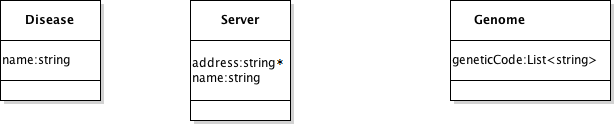 Disease
name:string
Server
address:string*
name:string
Genome
geneticCode:List<string>